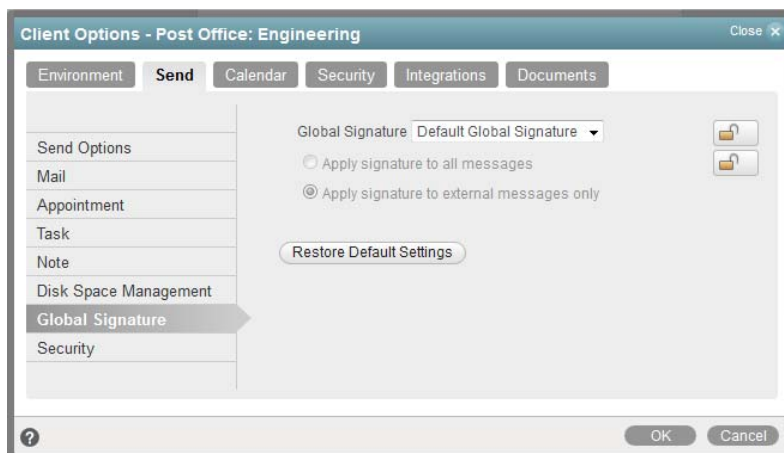 Client Options - Post Office: Engineering
Close
Environment Send Calendar Security Integrations Documents
Global Signature Default Global Signature
Send Options
Apply signature to all messages
Mail
Apply signature to external messages only
Appointment
Task
Restore Default Settings
Note
Disk Space Management
Global Signature
Security
?
OK Cancel